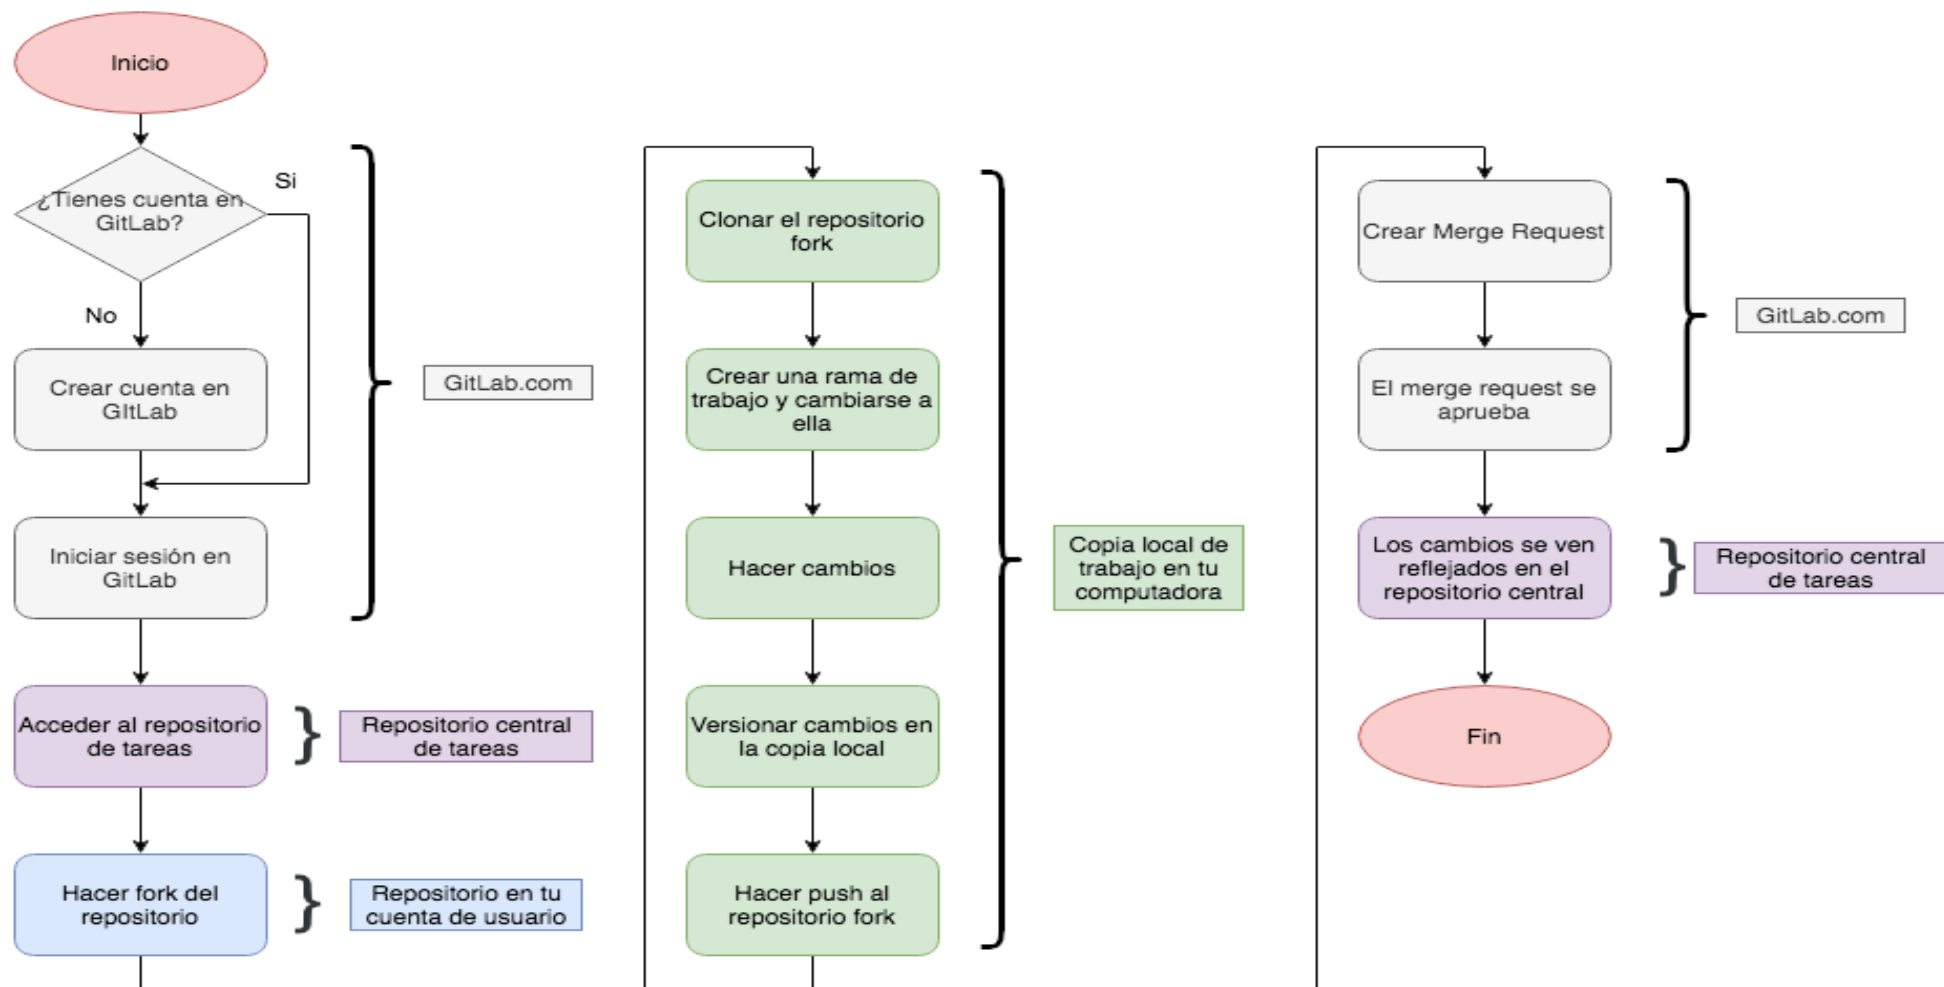 Inicio
¿Tienes cuenta en
GitLab?
Si
No
Crear cuenta en
GItLab
Iniciar sesión en
GitLab
GitLab.com
Acceder al repositorio
de tareas
Repositorio central
de tareas
Hacer fork del
repositorio
Repositorio en tu
cuenta de usuario
Clonar el repositorio
fork
Crear una rama de
trabajo y cambiarse a
ella
Hacer cambios
Versionar cambios en
la copia local
Hacer push al
repositorio fork
Copia local de
trabajo en tu
computadora
Crear Merge Request
El merge request se
aprueba
GitLab.com
Los cambios se ven
reflejados en el
repositorio central
Repositorio central
de tareas
Fin